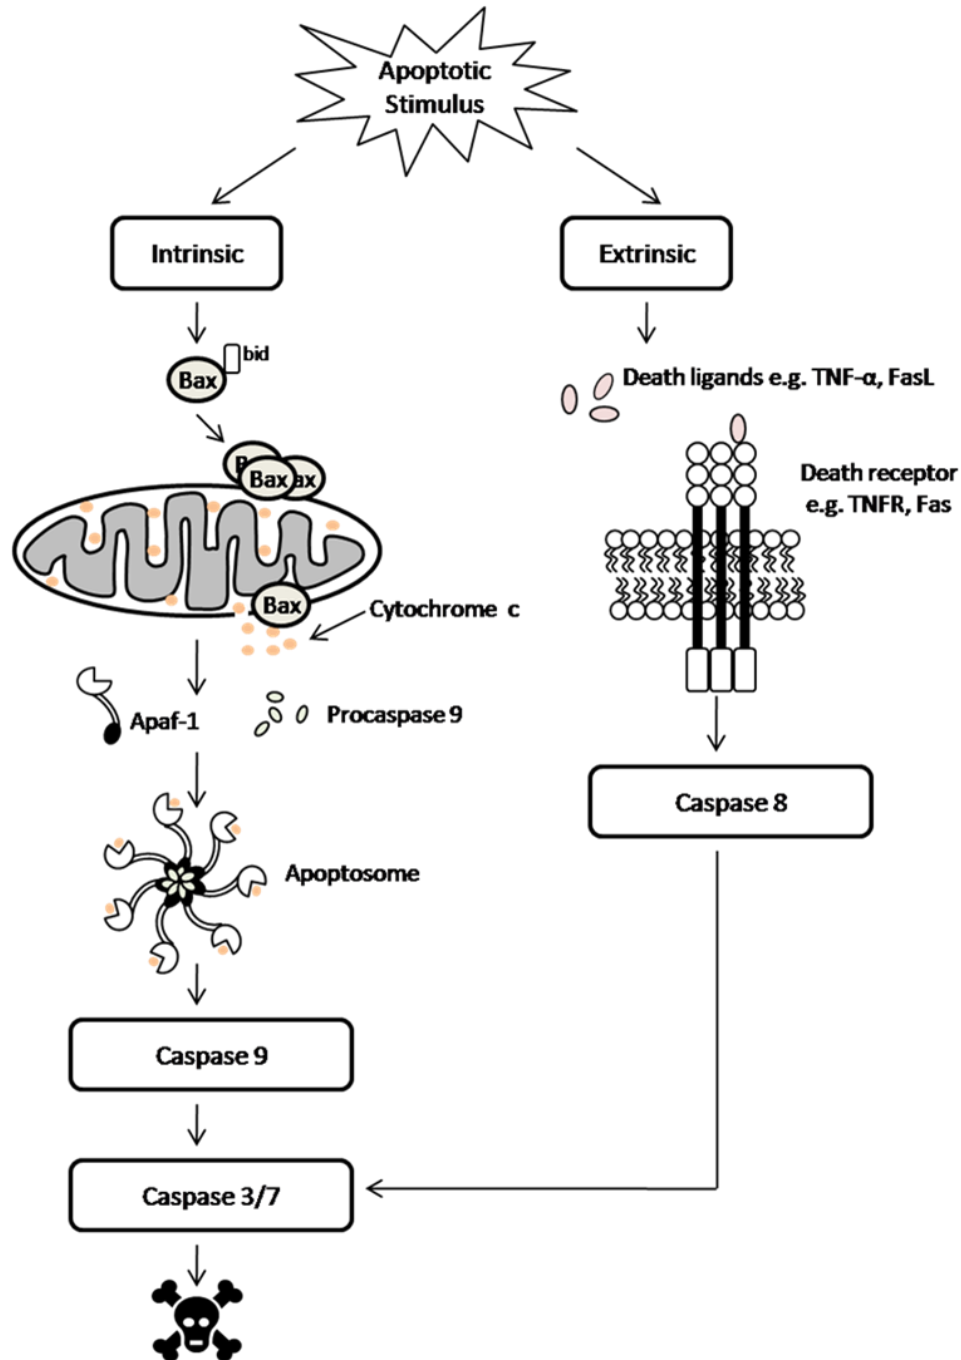 Apoptotic
Stimulus
Intrinsic
Extrinsic
bid
Bax
Death ligands e.g. TNF-α, FasL
Bax
ax
Death receptor
e.g. TNFR, Fas
Bax
Cytochrome c
Apaf-1
Procaspase 9
Caspase 8
Apoptosome
Caspase 9
Caspase 3/7